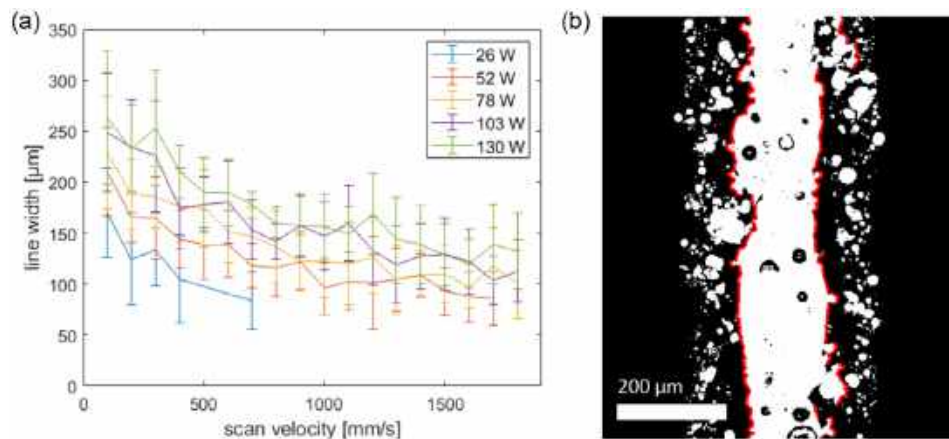 (a)
350
300
250
200
150
100
50
0
line width [µm]
0 500 1000 1500
scan velocity [mm/s]
26 W
52 W
78 W
103 W
130 W
(b)
200 µm